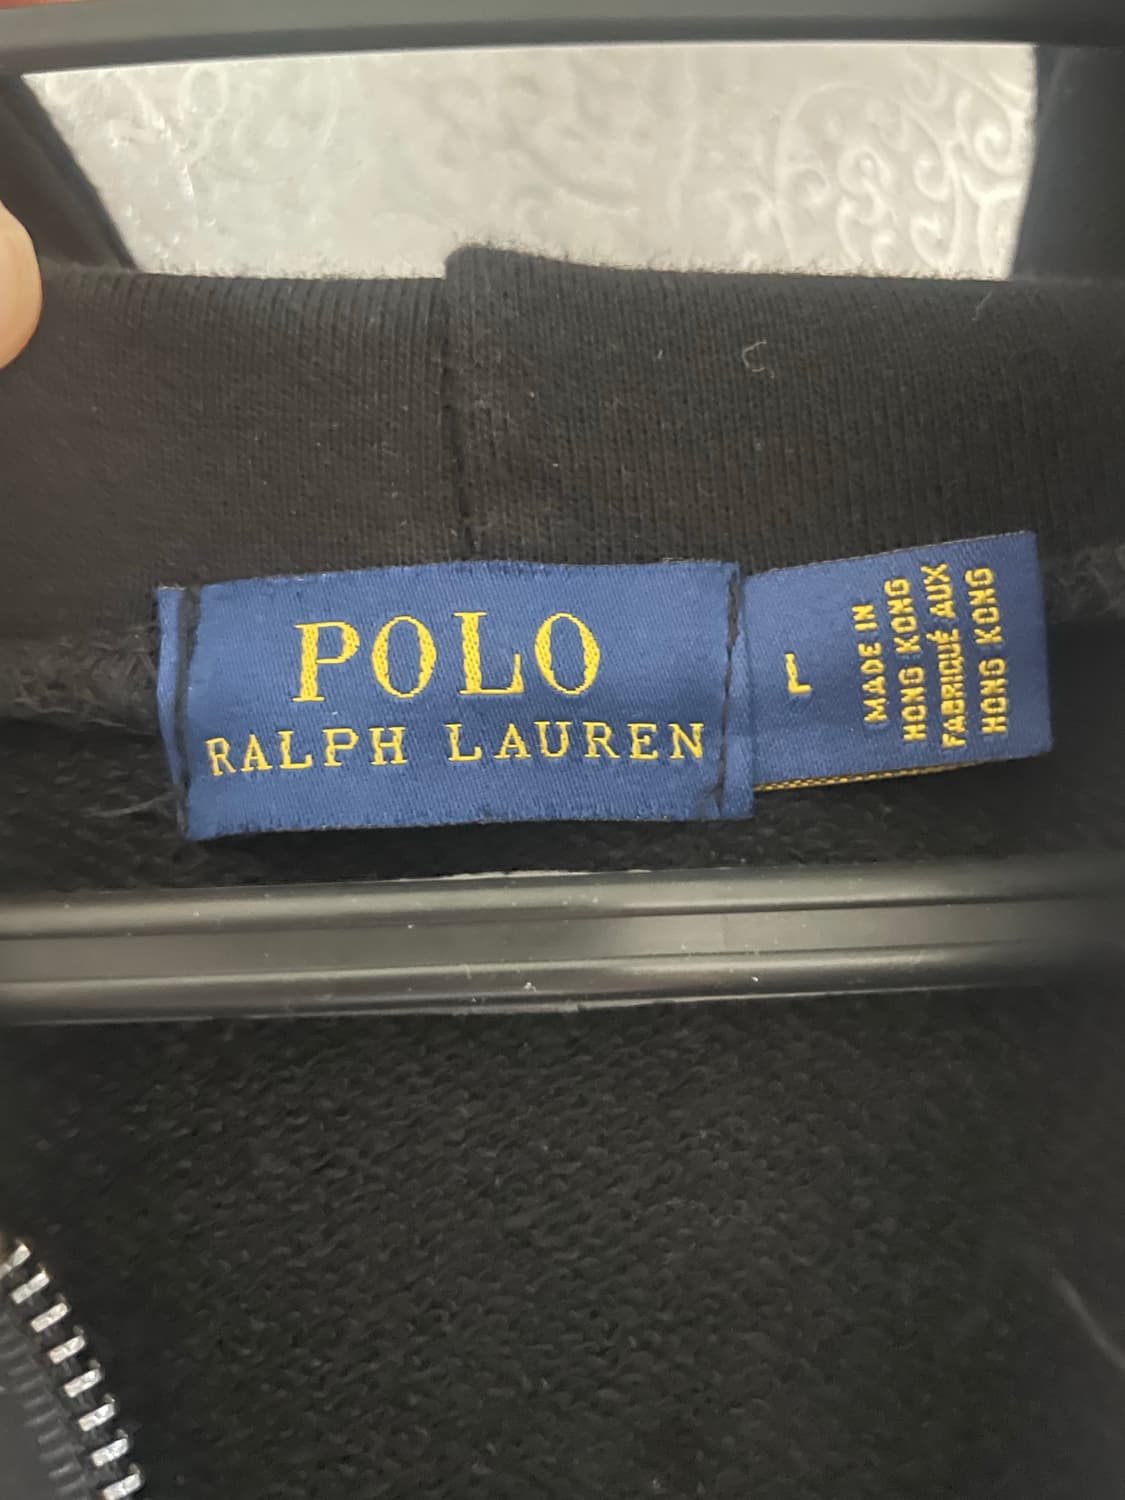 POLO
RALPH LAUREN
L
MADE IN
HONG KONG
FABRIQUÉ AUX
HONG KONG